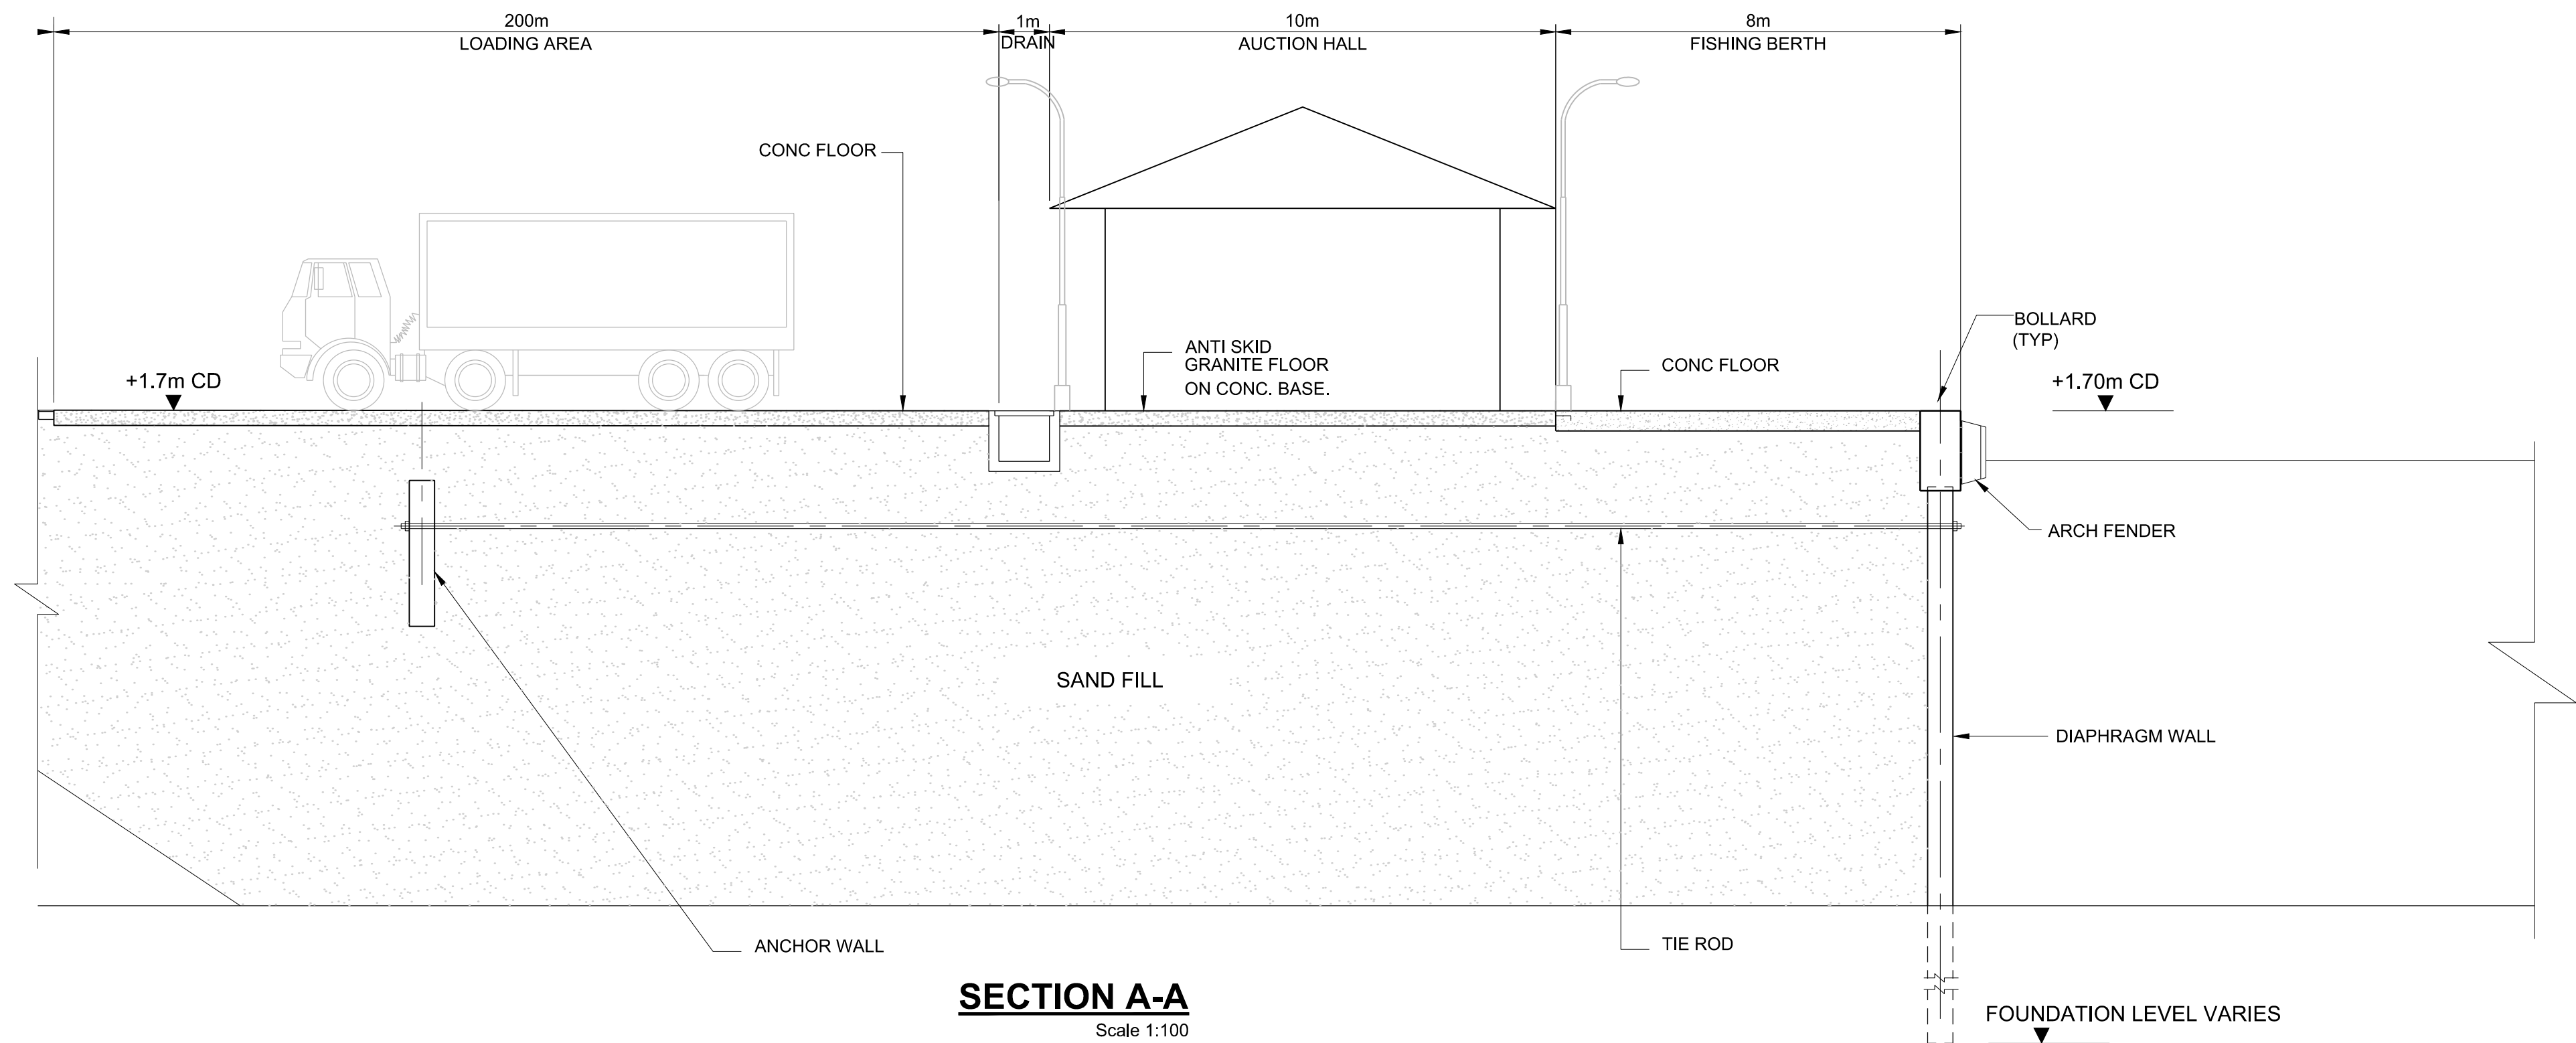 200m
LOADING AREA
1m
DRAIN
10m
AUCTION HALL
8m
FISHING BERTH
CONC FLOOR
BOLLARD
(TYP)
ANTI SKID
GRANITE FLOOR
ON CONC. BASE.
CONC FLOOR
+1.7m CD
+1.70m CD
ARCH FENDER
SAND FILL
DIAPHRAGM WALL
ANCHOR WALL
TIE ROD
SECTION A-A
Scale 1:100
FOUNDATION LEVEL VARIES